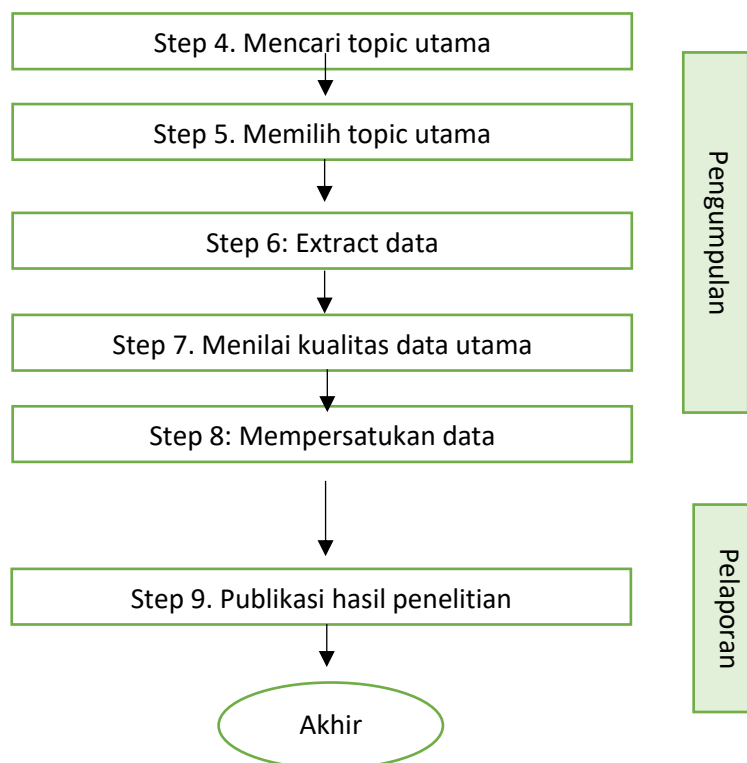 Step 4. Mencari topic utama
Step 5. Memilih topic utama
Step 6: Extract data
Step 7. Menilai kualitas data utama
Step 8: Mempersatukan data
Pengumpulan
Step 9. Publikasi hasil penelitian
Pelaporan
Akhir